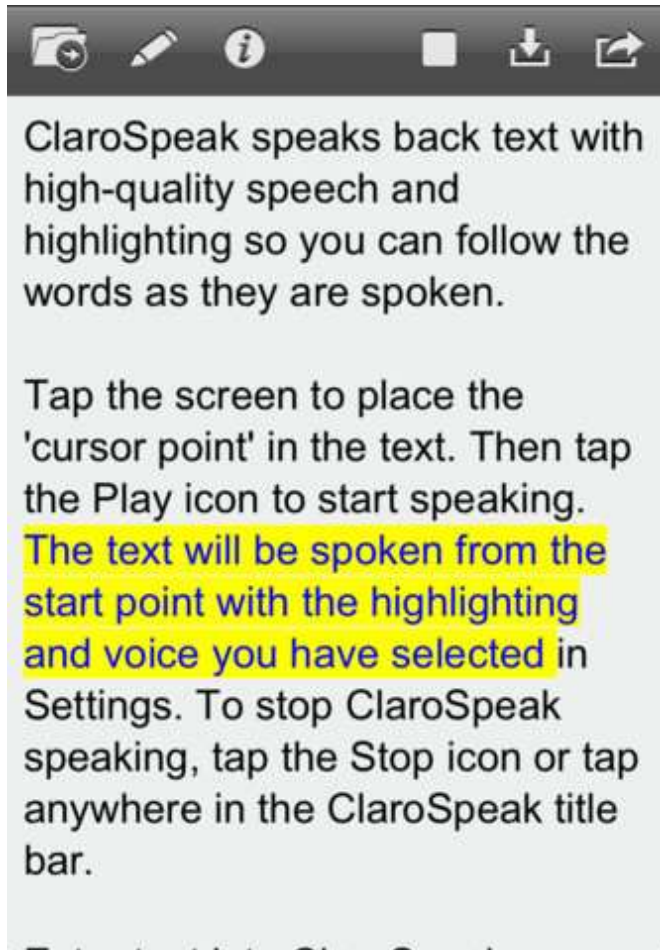 ClaroSpeak speaks back text with
high-quality speech and
highlighting so you can follow the
words as they are spoken.
Tap the screen to place the
'cursor point' in the text. Then tap
the Play icon to start speaking.
The text will be spoken from the
start point with the highlighting
and voice you have selected in
Settings. To stop ClaroSpeak
speaking, tap the Stop icon or tap
anywhere in the ClaroSpeak title
bar.